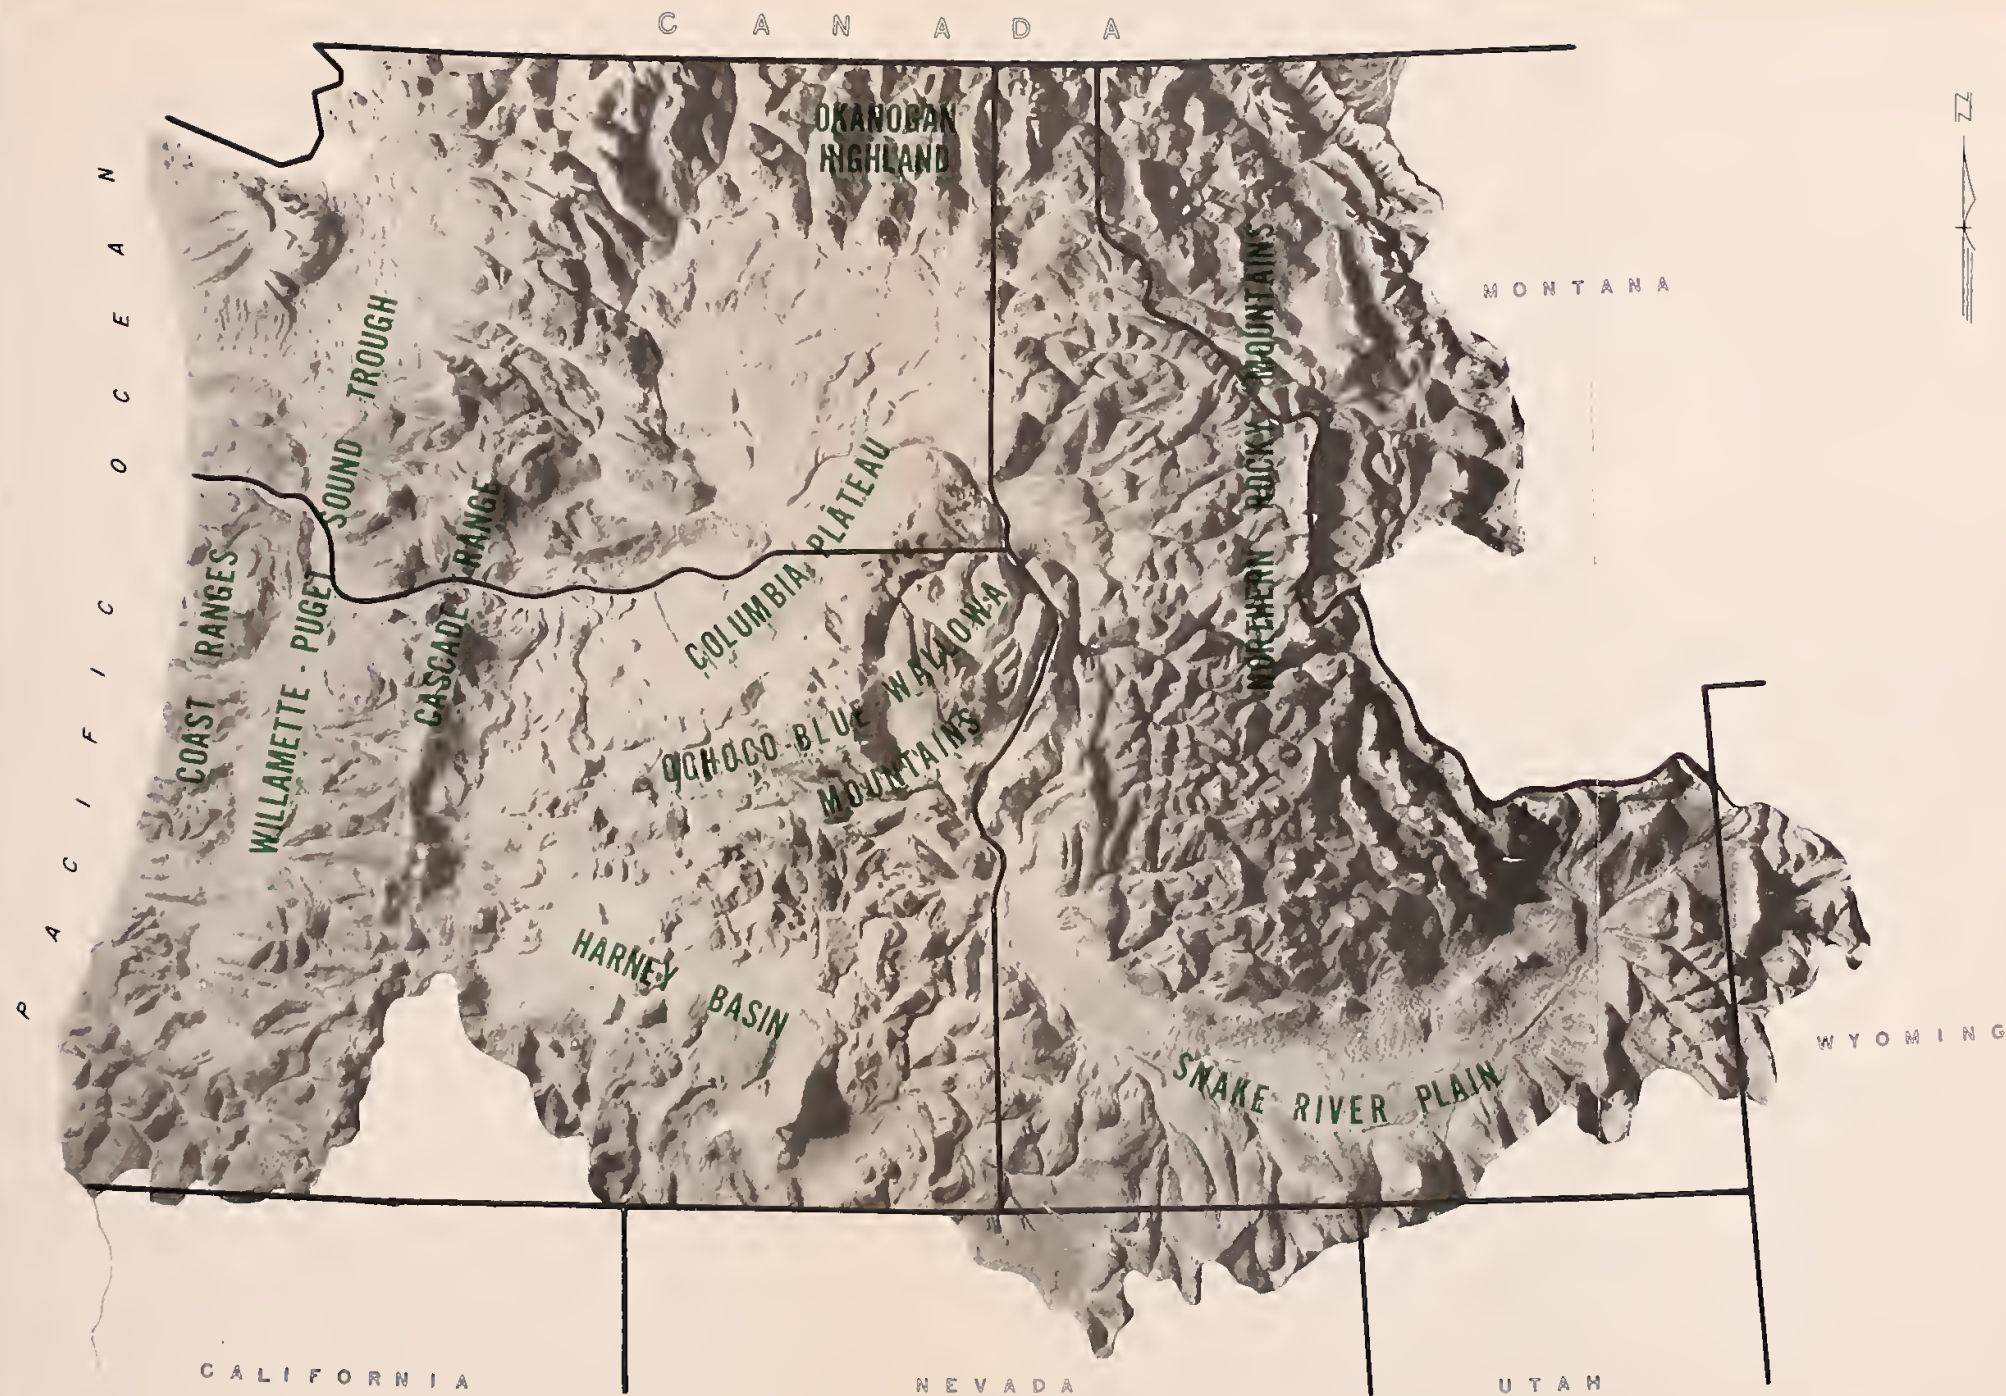 CANADA
OKANOGAN
HIGHLAND
N
PACIFIC OCEAN
MONTANA
WILLAMETTE - PUGET SOUND TROUGH
NORTHERN ROCKY MOUNTAINS
CASCADE RANGE
COLUMBIA PLATEAU
COAST RANGES
OCHOCO-BLUE-WALLOWA
MOUNTAINS
HARNEY BASIN
SNAKE RIVER PLAIN
WYOMING
CALIFORNIA
NEVADA
UTAH